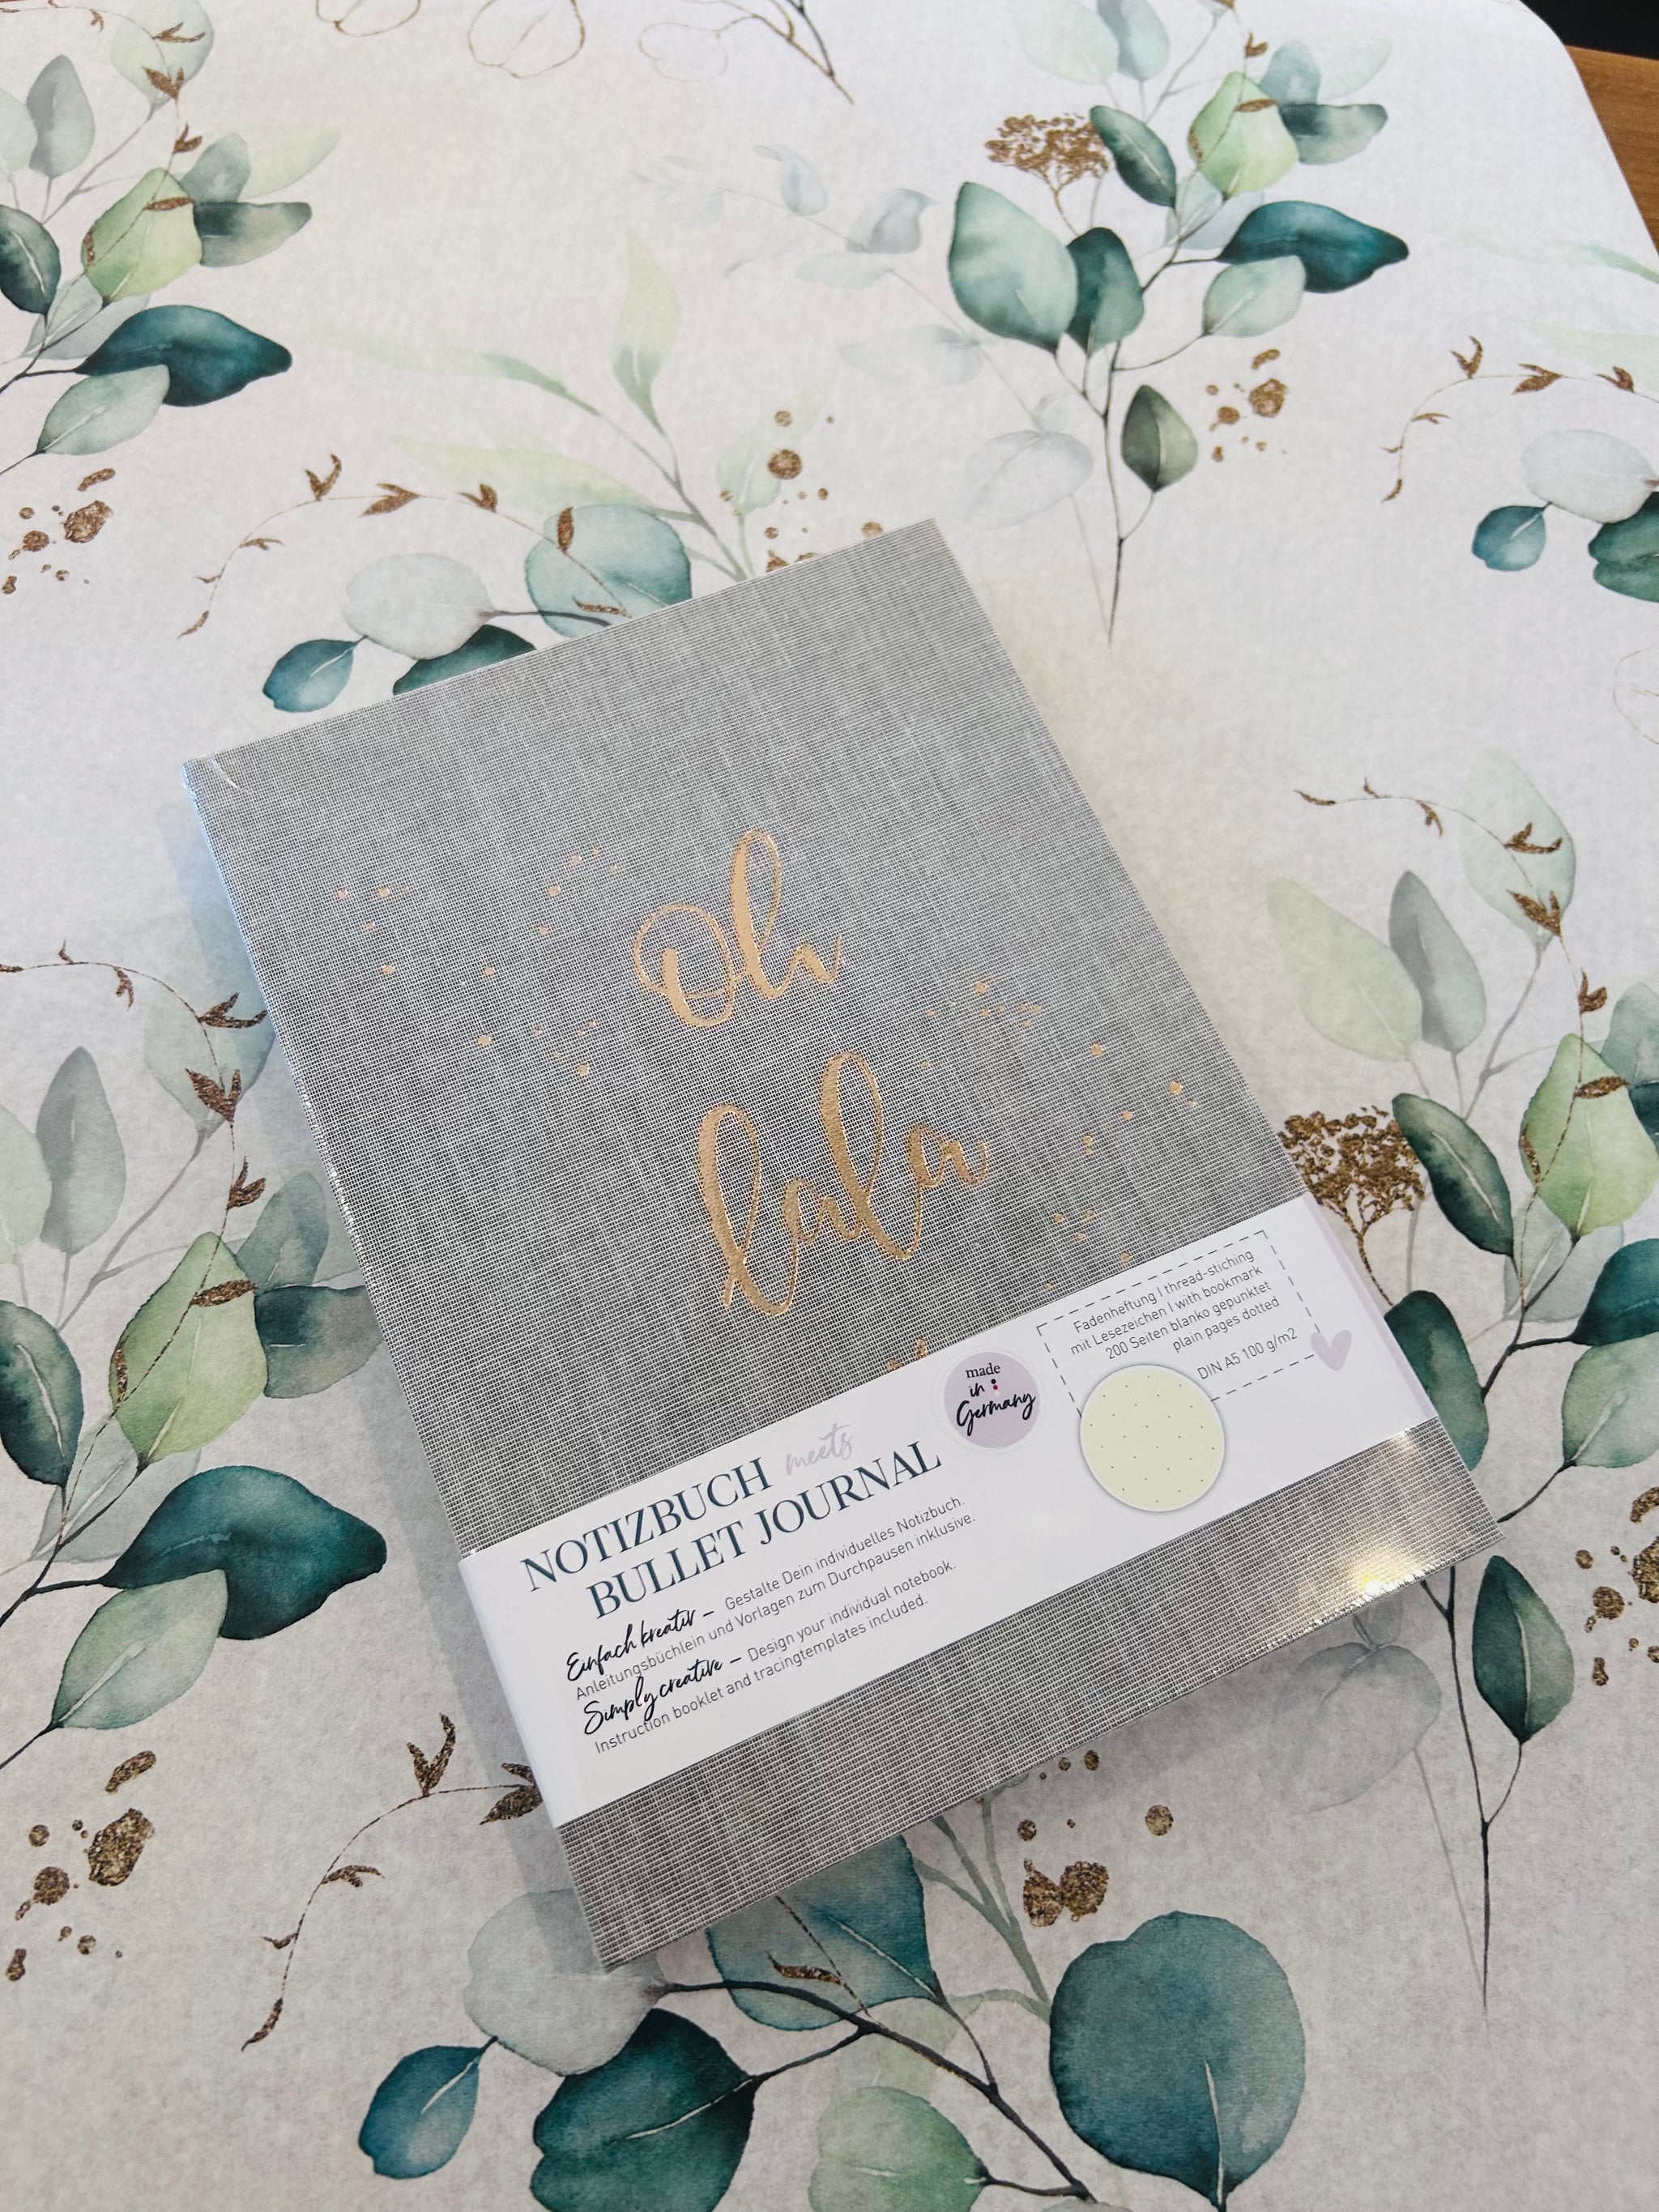 Oh
lala
Fadenheftung | thread-stiching
mit Lesezeichen | with bookmark
200 Seiten blanko gepunktet
plain pages dotted
DIN A5 100 g/m2
made
in
Germany
NOTIZBUCH meets
BULLET JOURNAL
Einfach kreativ – Gestalte Dein individuelles Notizbuch.
Anleitungsbüchlein und Vorlagen zum Durchpausen inklusive.
Simply creative – Design your individual notebook.
Instruction booklet and tracingtemplates included.